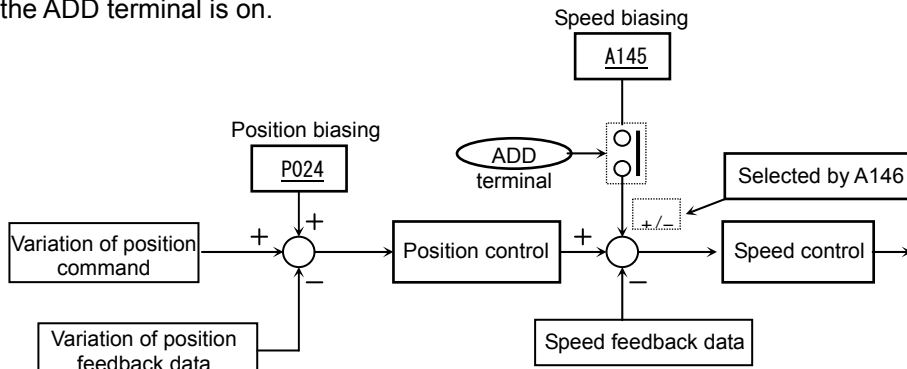 the ADD terminal is on.
Speed biasing
A145
Position biasing
P024
ADD
terminal
Selected by A146
+/−
Variation of position
command
+
+
−
Position control
+
−
Speed control
Variation of position
feedback data
Speed feedback data